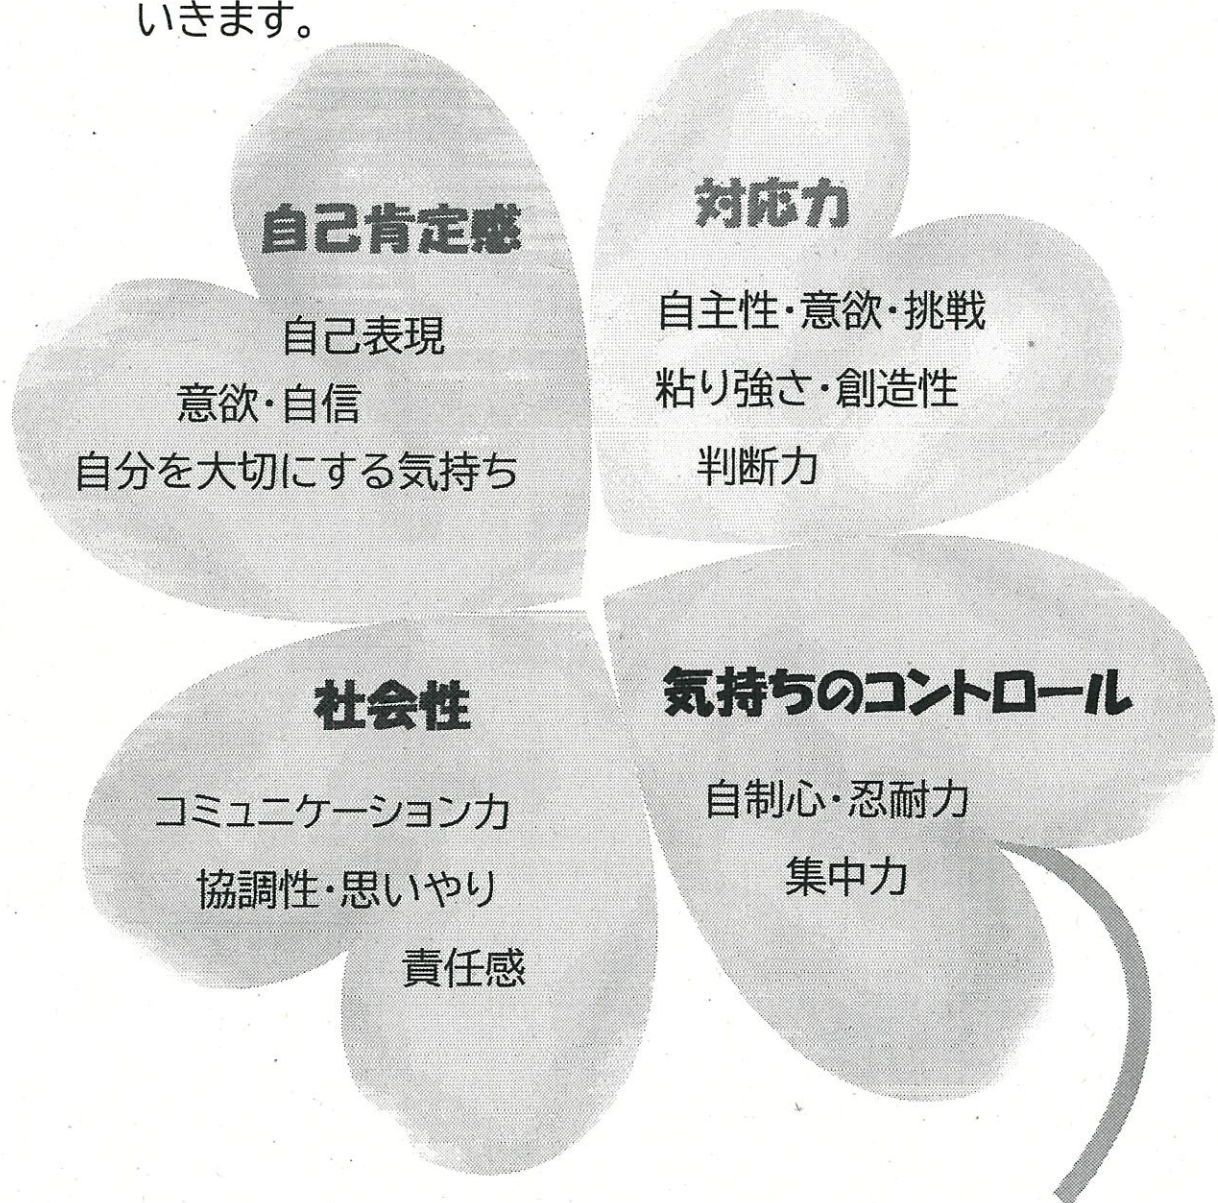 いきます。
自己肯定感
自己表現
意欲・自信
自分を大切にする気持ち
対応力
自主性・意欲・挑戦
粘り強さ・創造性
判断力
社会性
コミュニケーション力
協調性・思いやり
責任感
気持ちのコントロール
自制心・忍耐力
集中力